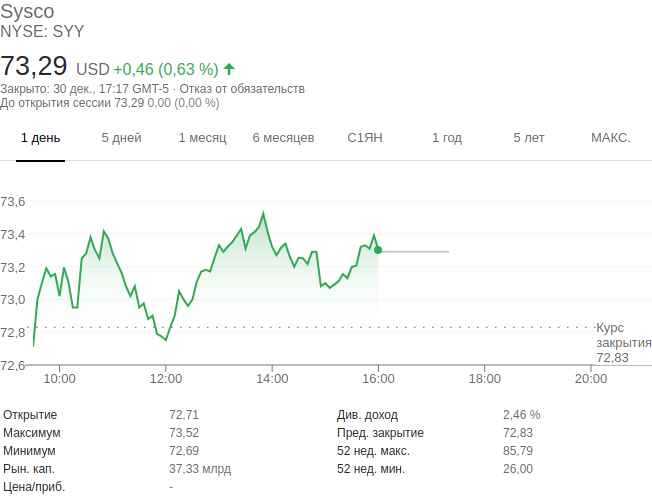 Sysco
NYSE: SYY
73,29 USD +0,46 (0,63 %)
Закрыто: 30 дек., 17:17 GMT-5 · Отказ от обязательств
До открытия сессии 73,29 0,00 (0,00 %)
1 день 5 дней 1 месяц 6 месяцев С1ЯН 1 год 5 лет МАКС.
73,6
73,4
73,2
73,0
72,8
72,6
Курс
закрытия
72,83
10:00 12:00 14:00 16:00 18:00 20:00
Открытие 72,71 Див. доход 2,46 %
Максимум 73,52 Пред. закрытие 72,83
Минимум 72,69 52 нед. макс. 85,79
Рын. кап. 37,33 млрд 52 нед. мин. 26,00
Цена/приб. -